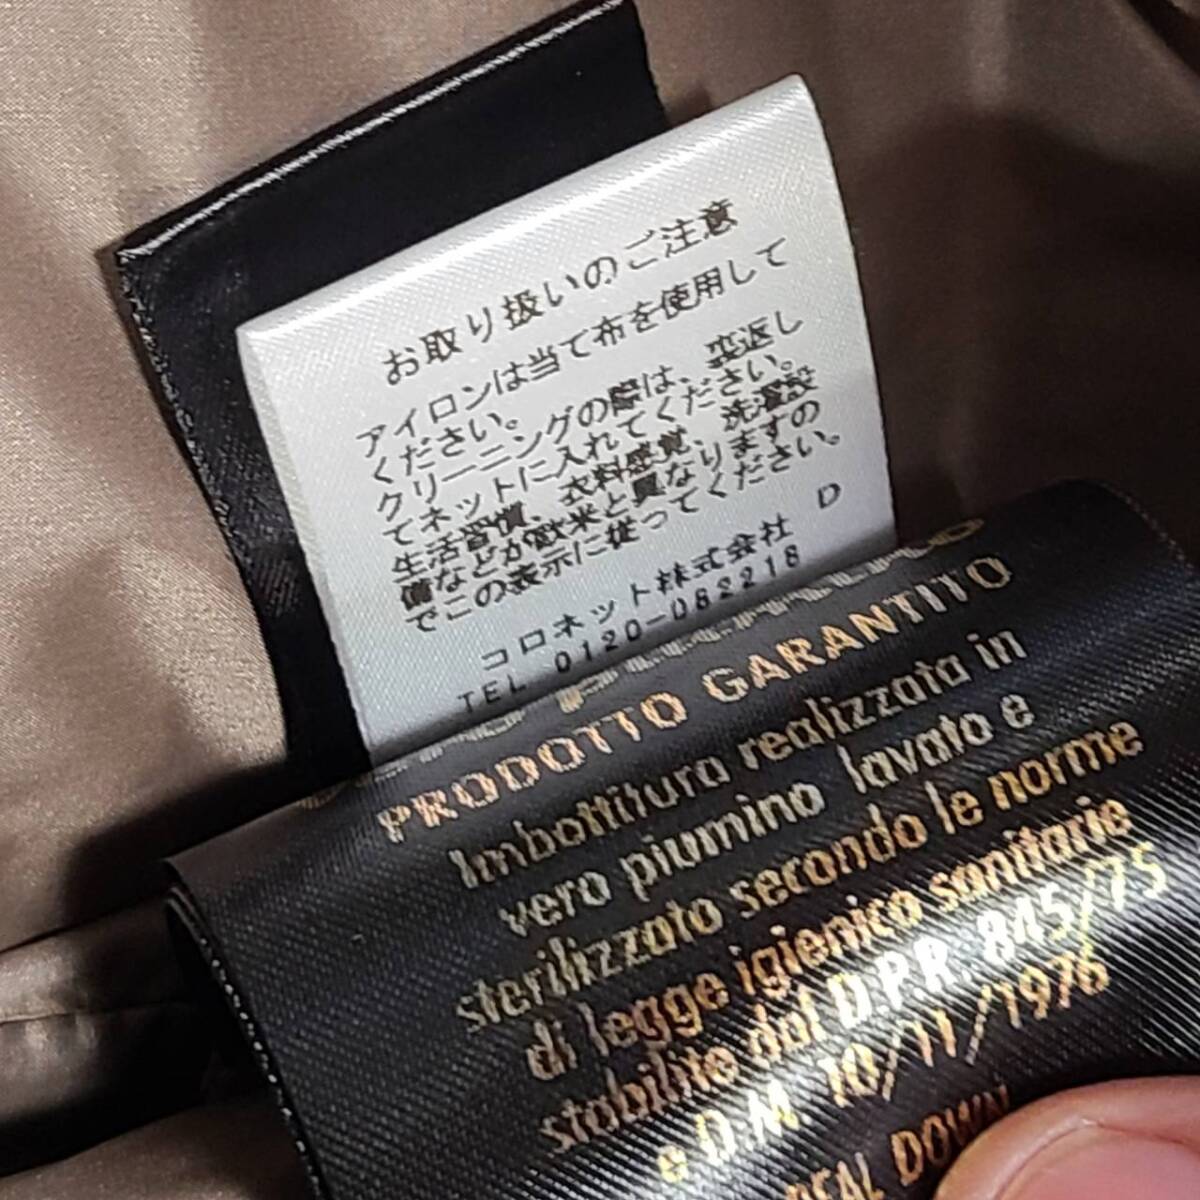 お取り扱いのご注意
アイロンは当て布を使用して
ください。
クリーニングの際は、裏返し
てネットに入れてください。
生活習慣、衣料感覚、洗濯設
備などが欧米と異なりますの
でこの表示に従ってください。
D
コロネット株式会社
TEL 0120-082218
PRODOTTO GARANTITO
Imbottitura realizzata in
vero piumino lavato e
sterilizzato secondo le norme
di legge igienico sanitarie
stabilite dal D.P.R. 845/75
e D.M. 10/11/1976
REAL DOWN